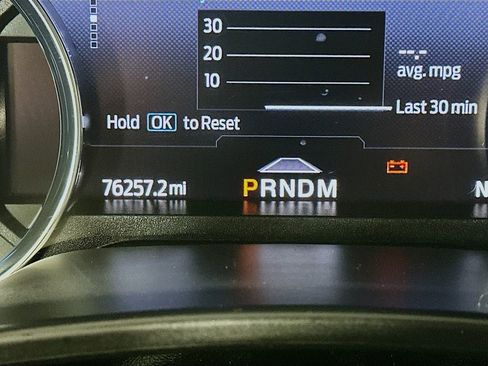 30
20
10
--.-
avg. mpg
Last 30 min
Hold OK to Reset
76257.2 mi
PRNDM
N